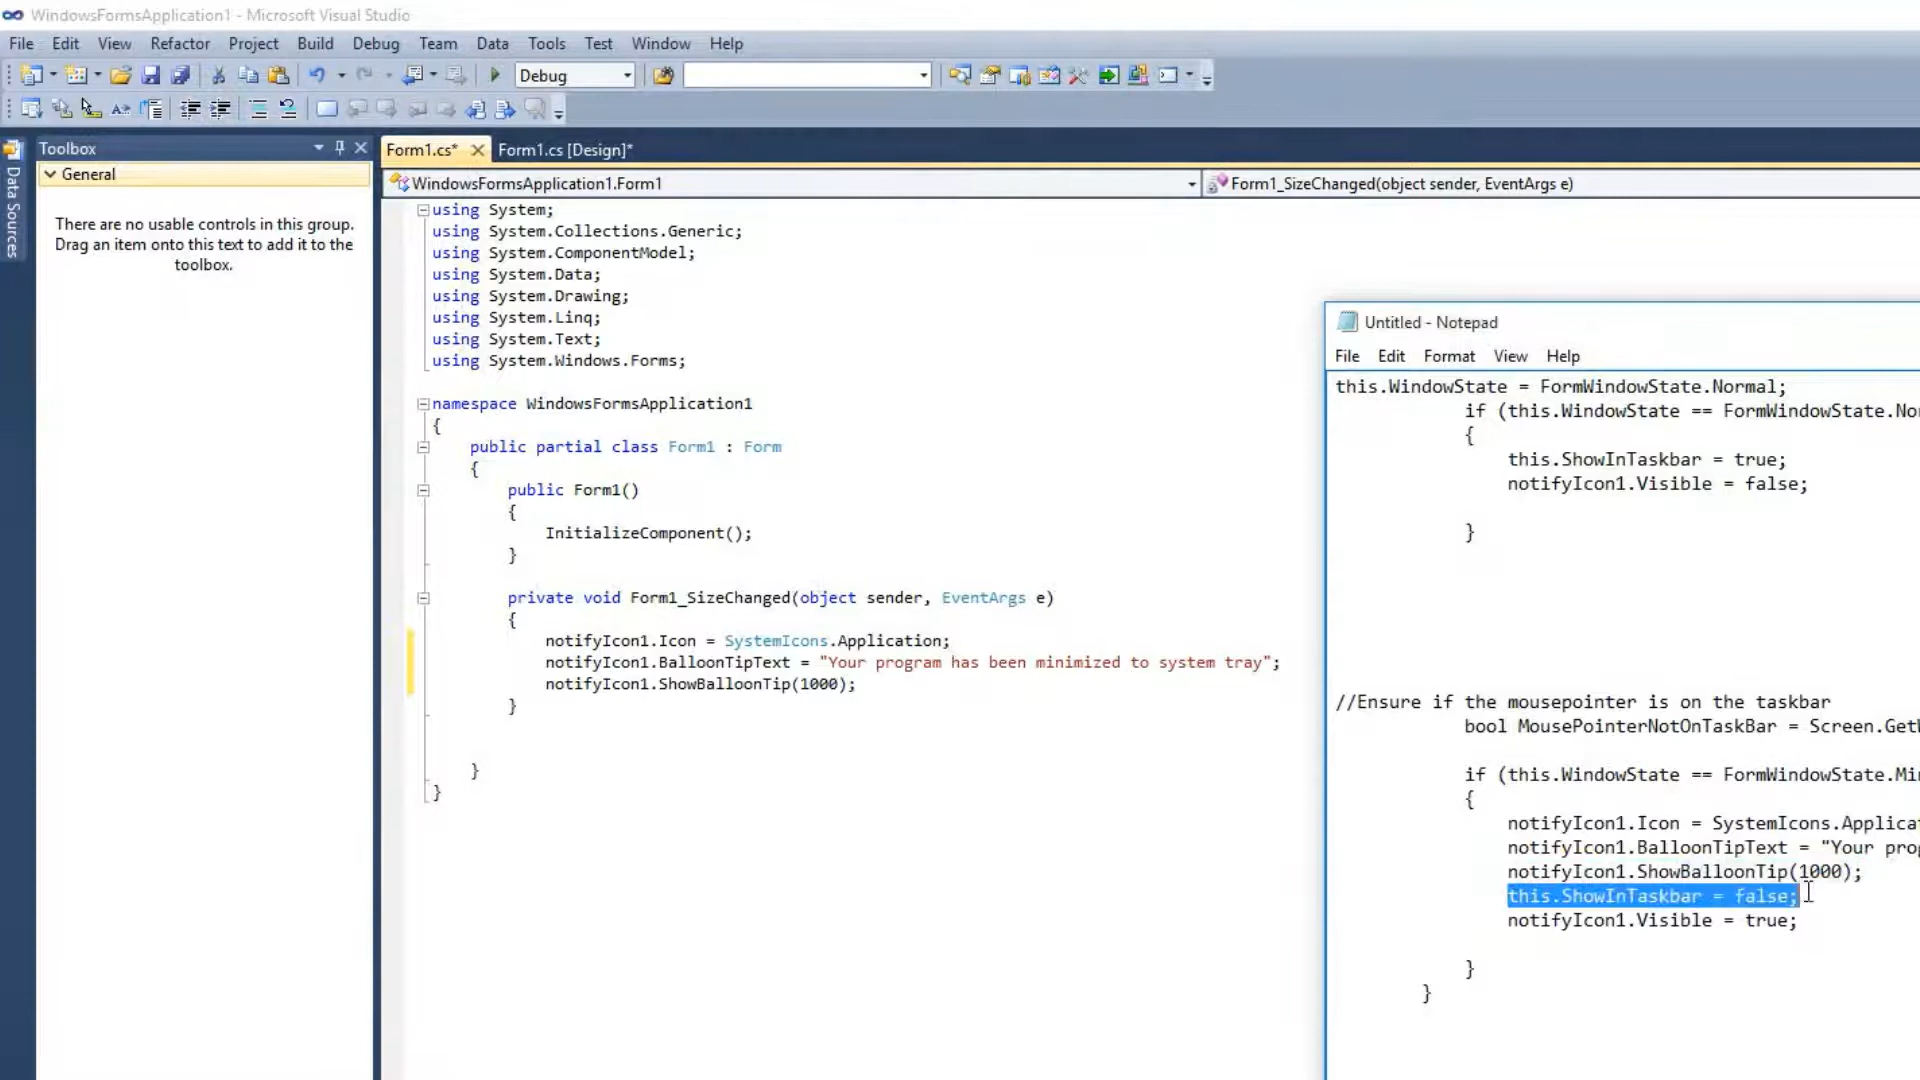 WindowsFormsApplication1 - Microsoft Visual Studio
File Edit View Refactor Project Build Debug Team Data Tools Test Window Help
Debug
Data Sources
Toolbox
General
There are no usable controls in this group.
Drag an item onto this text to add it to the
toolbox.
Form1.cs* Form1.cs [Design]*
WindowsFormsApplication1.Form1
Form1_SizeChanged(object sender, EventArgs e)
using System;
using System.Collections.Generic;
using System.ComponentModel;
using System.Data;
using System.Drawing;
using System.Linq;
using System.Text;
using System.Windows.Forms;
namespace WindowsFormsApplication1
{
public partial class Form1 : Form
{
public Form1()
{
InitializeComponent();
}
private void Form1_SizeChanged(object sender, EventArgs e)
{
notifyIcon1.Icon = SystemIcons.Application;
notifyIcon1.BalloonTipText = "Your program has been minimized to system tray";
notifyIcon1.ShowBalloonTip(1000);
}
}
}
Untitled - Notepad
File Edit Format View Help
this.WindowState = FormWindowState.Normal;
if (this.WindowState == FormWindowState.No
{
this.ShowInTaskbar = true;
notifyIcon1.Visible = false;
}
//Ensure if the mousepointer is on the taskbar
bool MousePointerNotOnTaskBar = Screen.Get
if (this.WindowState == FormWindowState.Mi
{
notifyIcon1.Icon = SystemIcons.Applica
notifyIcon1.BalloonTipText = "Your prog
notifyIcon1.ShowBalloonTip(1000);
this.ShowInTaskbar = false;
notifyIcon1.Visible = true;
}
}